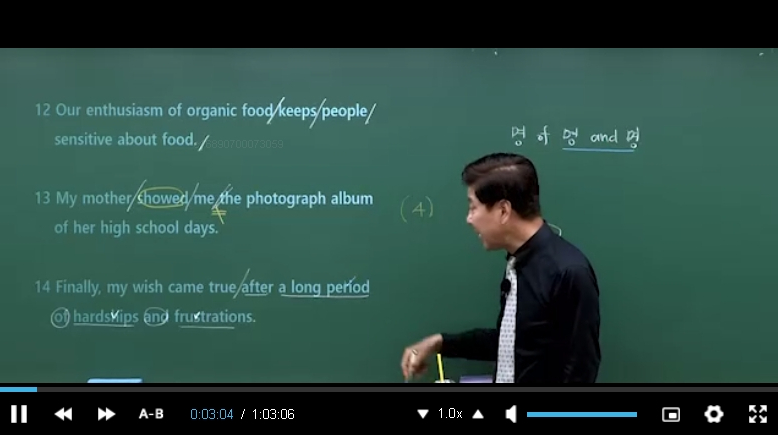 12 Our enthusiasm of organic food/keeps/people/
sensitive about food./
명 of 명 and 명
13 My mother/showed/me/the photograph album
(4)
of her high school days.
14 Finally, my wish came true/after a long period
of hardships and frustrations.
A-B 0:03:04 / 1:03:06 1.0x